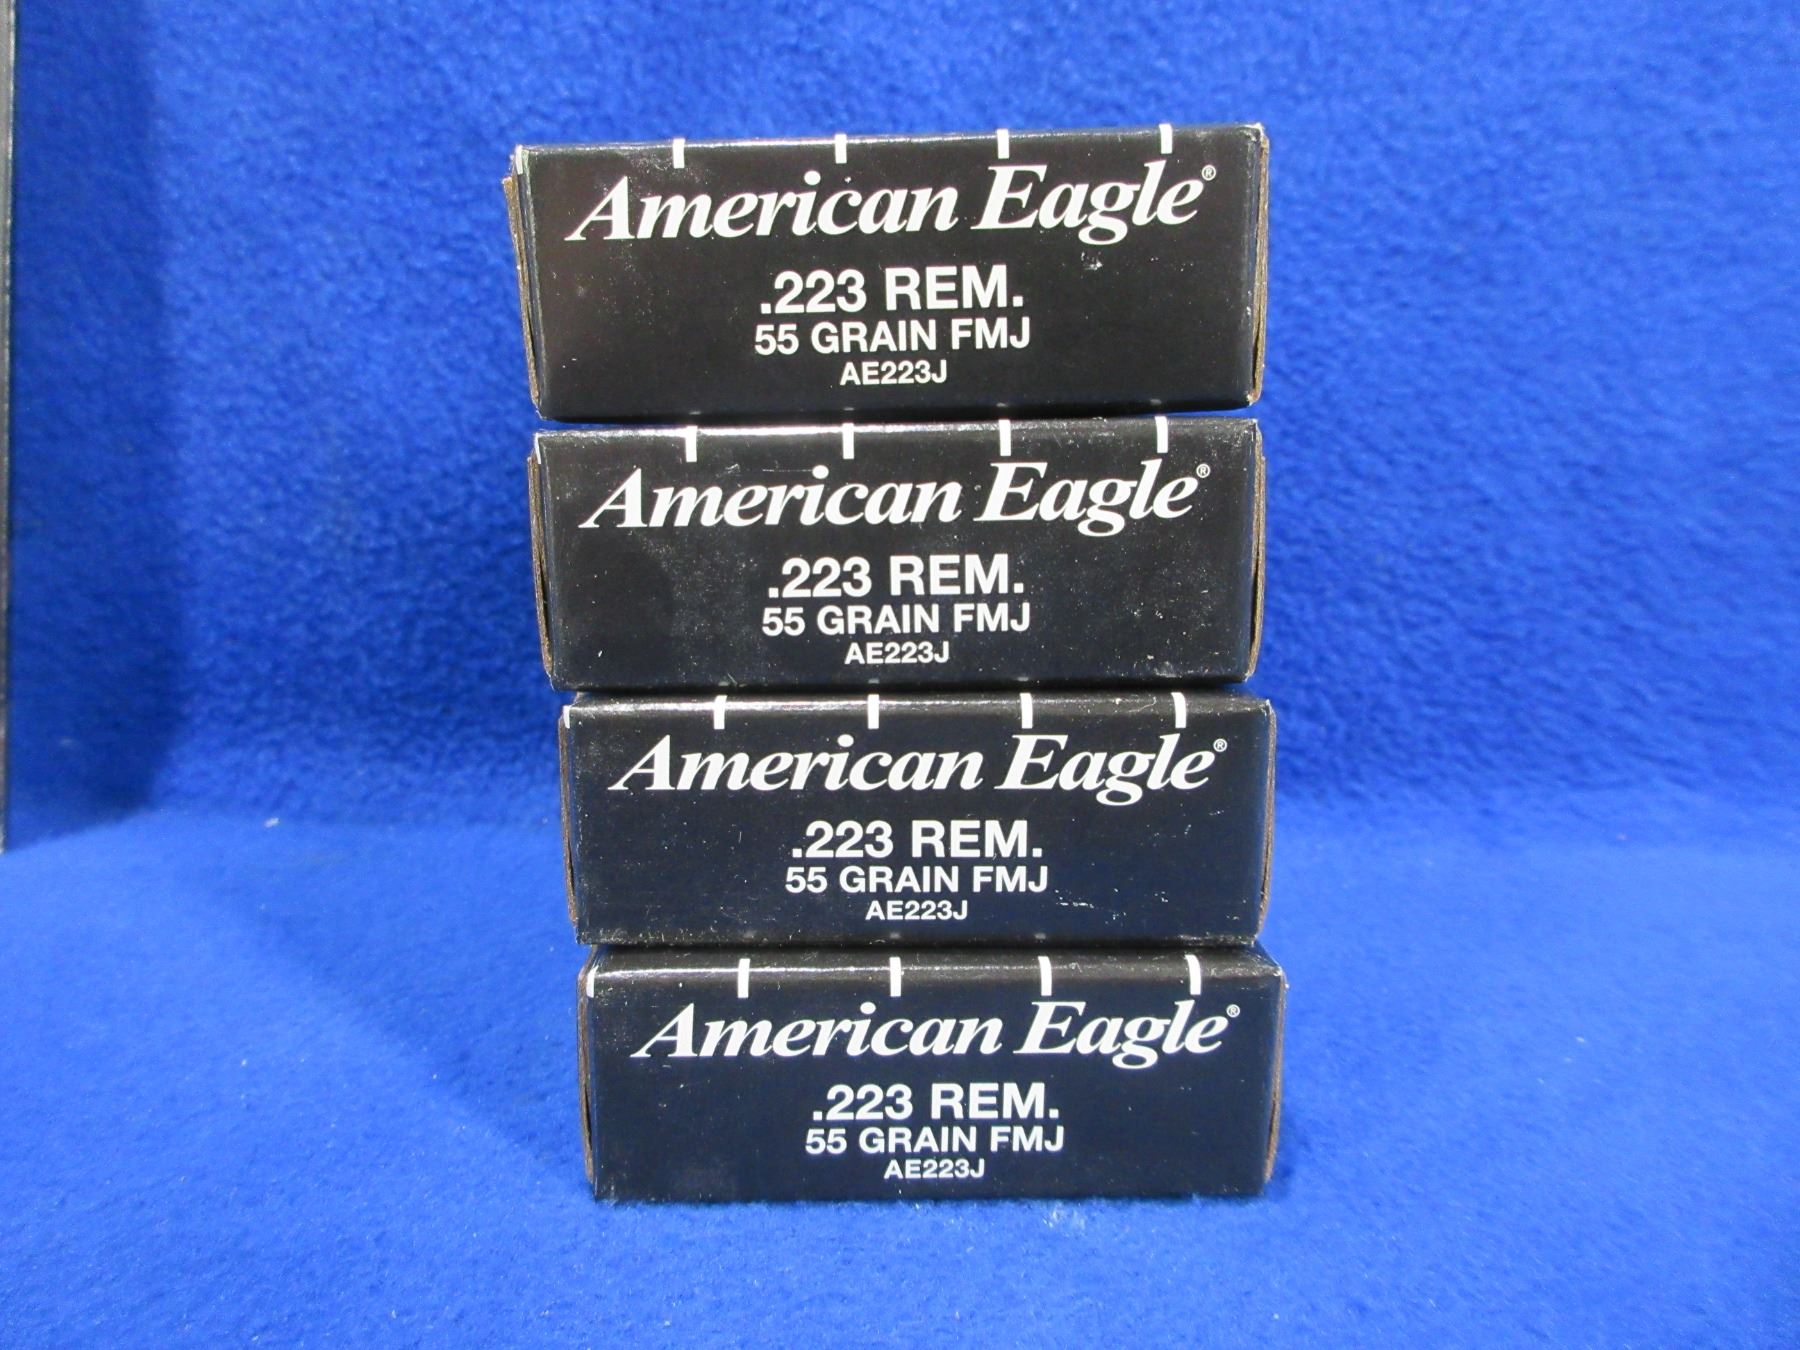 American Eagle®
.223 REM.
55 GRAIN FMJ
AE223J
American Eagle®
.223 REM.
55 GRAIN FMJ
AE223J
American Eagle®
.223 REM.
55 GRAIN FMJ
AE223J
American Eagle®
.223 REM.
55 GRAIN FMJ
AE223J